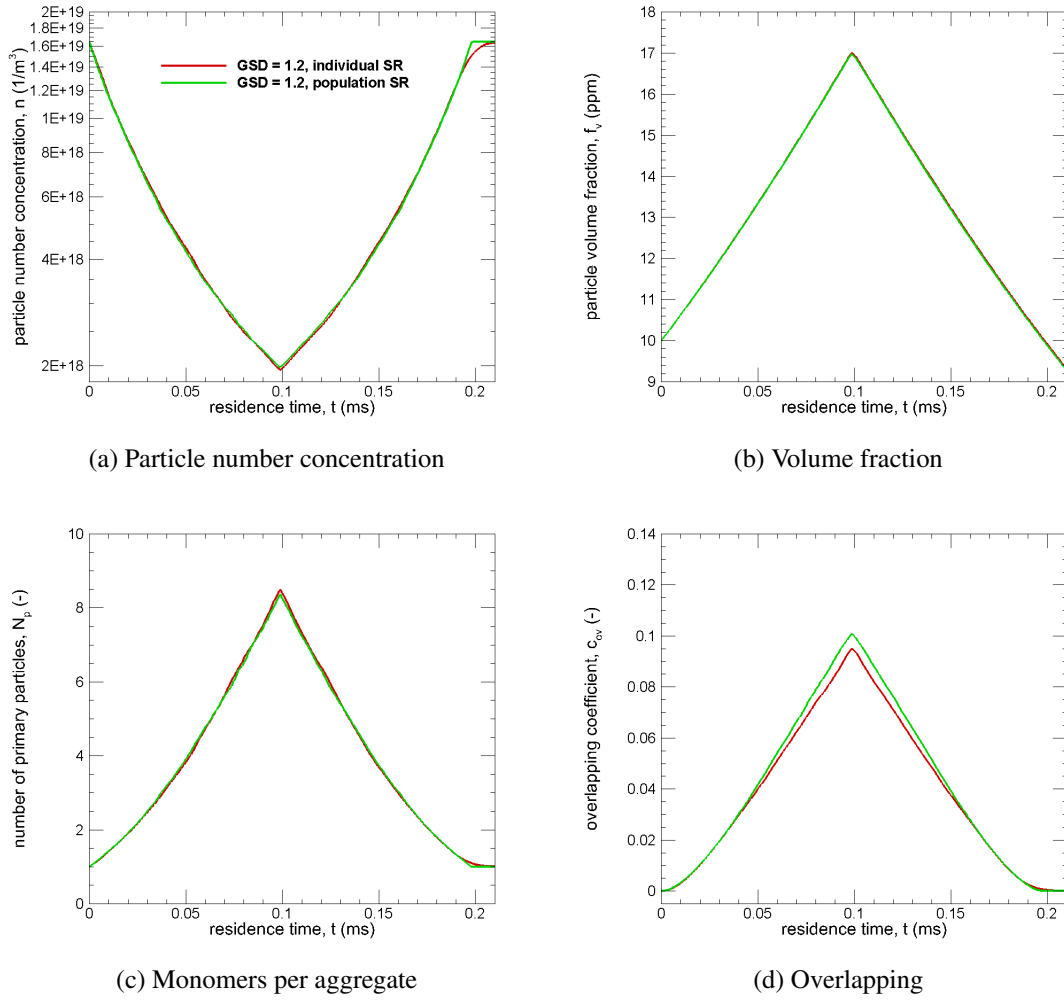 2E+19
1.8E+19
1.6E+19
1.4E+19
1.2E+19
1E+19
8E+18
6E+18
4E+18
2E+18
particle number concentration, n (1/m³)
GSD = 1.2, individual SR
GSD = 1.2, population SR
0 0.05 0.1 0.15 0.2
residence time, t (ms)
(a) Particle number concentration
18
17
16
15
14
13
12
11
10
9
particle volume fraction, f_v (ppm)
0.05 0.1 0.15 0.2
residence time, t (ms)
(b) Volume fraction
10
8
6
4
2
0
number of primary particles, N_p (-)
0 0.05 0.1 0.15 0.2
residence time, t (ms)
(c) Monomers per aggregate
0.14
0.12
0.1
0.08
0.06
0.04
0.02
0
overlapping coefficient, c_ov (-)
0 0.05 0.1 0.15 0.2
residence time, t (ms)
(d) Overlapping